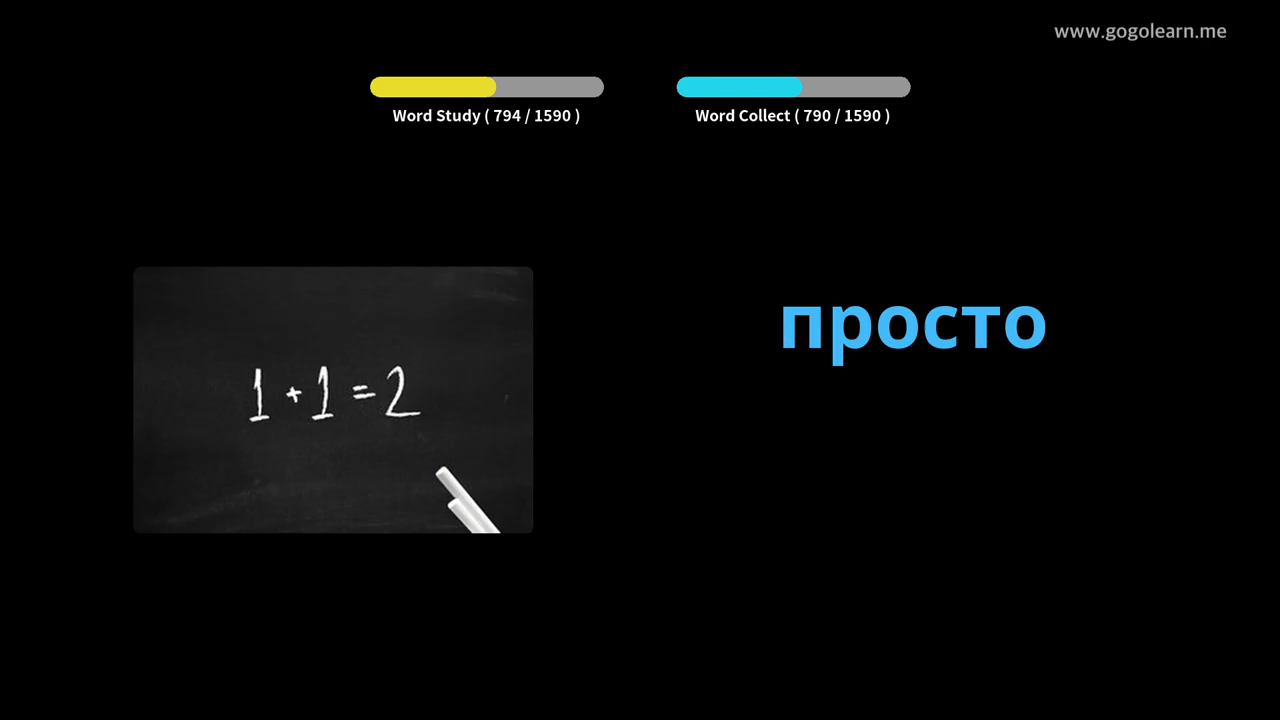 www.gogolearn.me
Word Study ( 794 / 1590 )
Word Collect ( 790 / 1590 )
просто
1 + 1 = 2